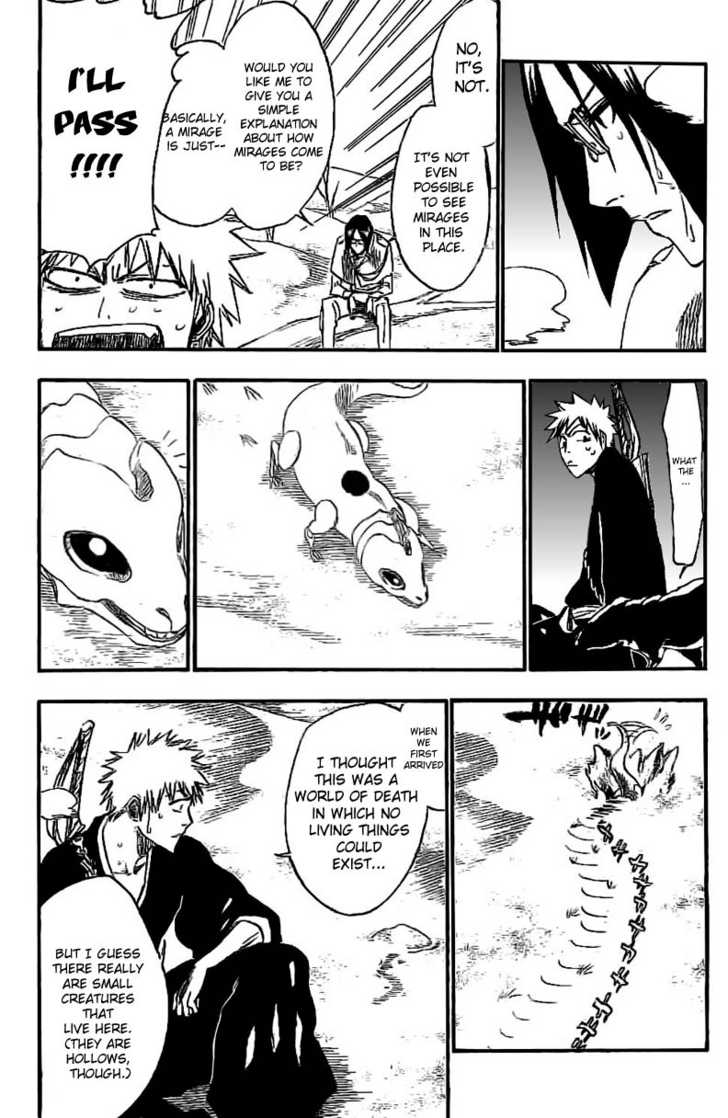 NO,
IT'S
NOT.
IT'S NOT
EVEN
POSSIBLE
TO SEE
MIRAGES
IN THIS
PLACE.
WOULD YOU
LIKE ME TO
GIVE YOU A
SIMPLE
EXPLANATION
ABOUT HOW
MIRAGES COME
TO BE?
BASICALLY,
A MIRAGE
IS JUST--
I'LL
PASS
!!!!
WHAT
THE
...
WHEN
WE
FIRST
ARRIVED
I THOUGHT
THIS WAS A
WORLD OF DEATH
IN WHICH NO
LIVING THINGS
COULD
EXIST...
BUT I GUESS
THERE REALLY
ARE SMALL
CREATURES
THAT
LIVE HERE.
(THEY ARE
HOLLOWS,
THOUGH.)